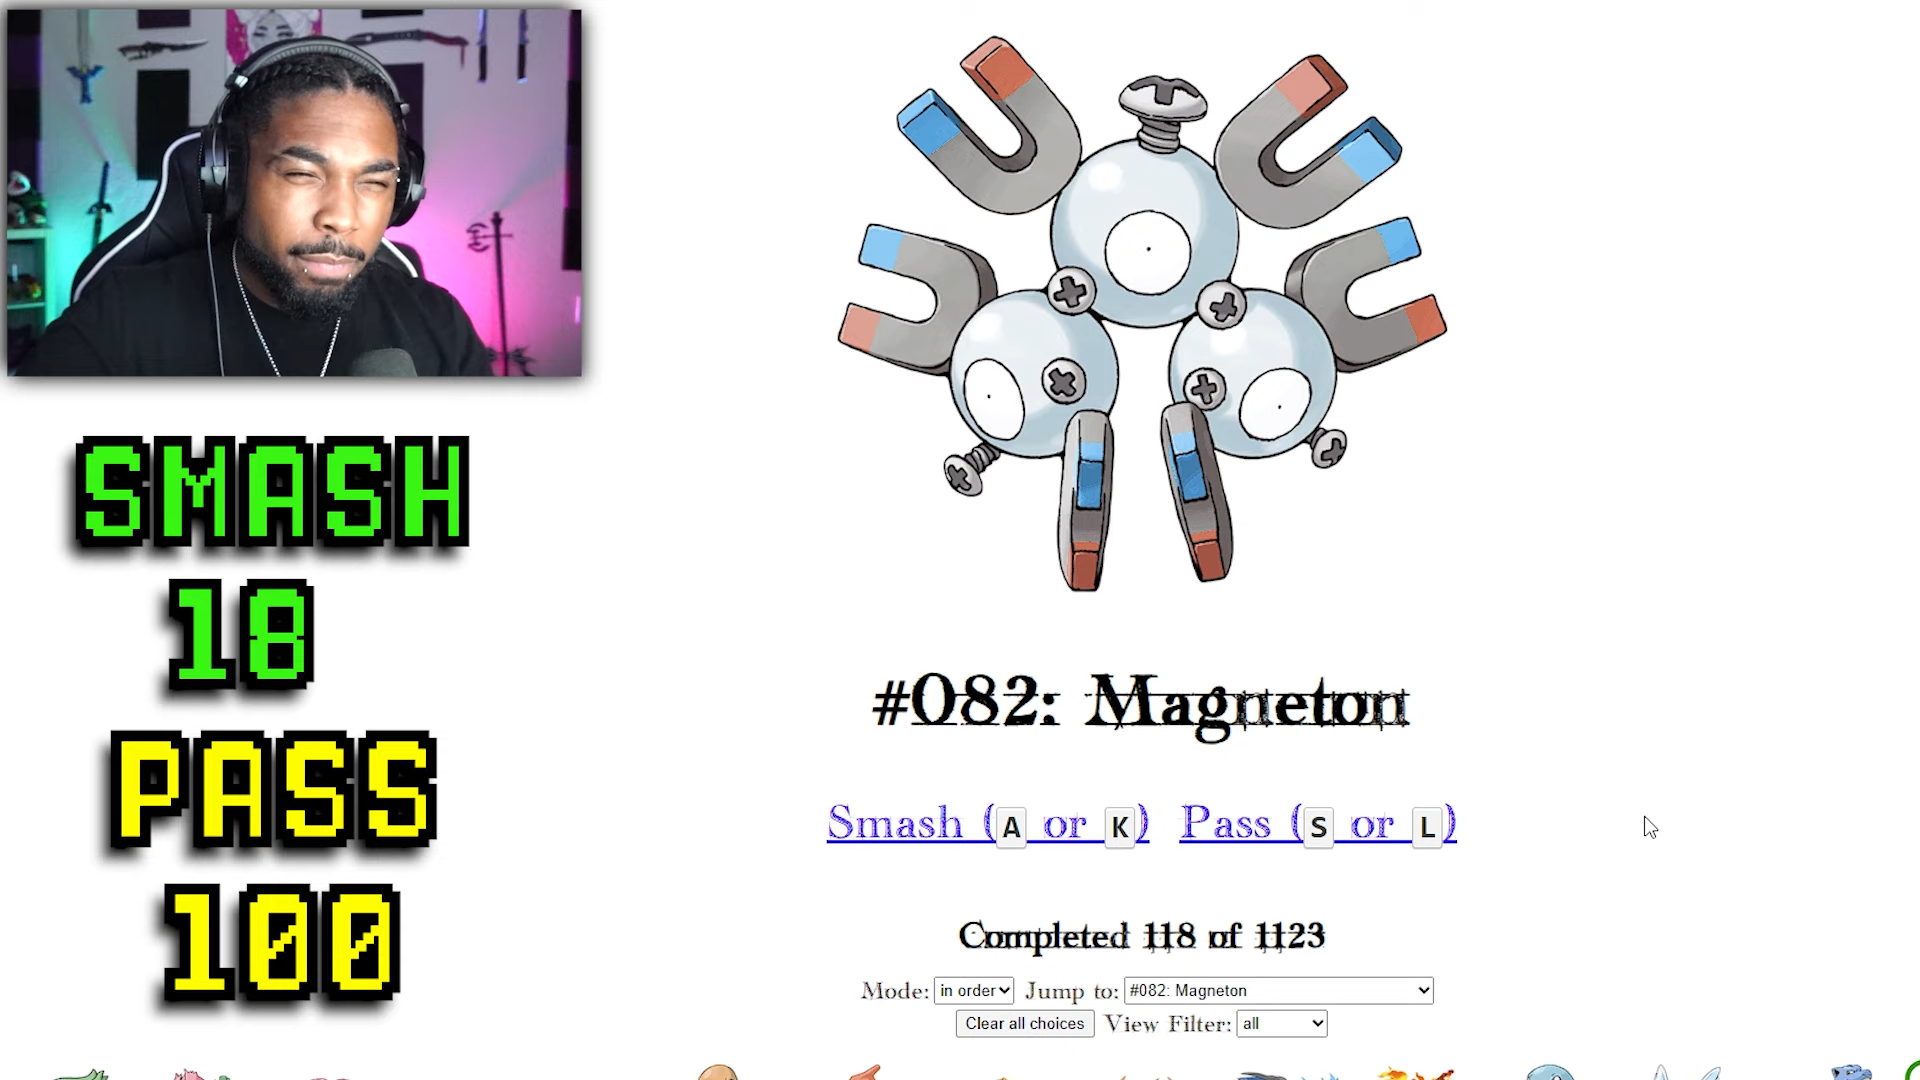 SMASH
18
PASS
100
#082: Magneton
Smash (A or K) Pass (S or L)
Completed 118 of 1123
Mode: in order Jump to: #082: Magneton
Clear all choices View Filter: all